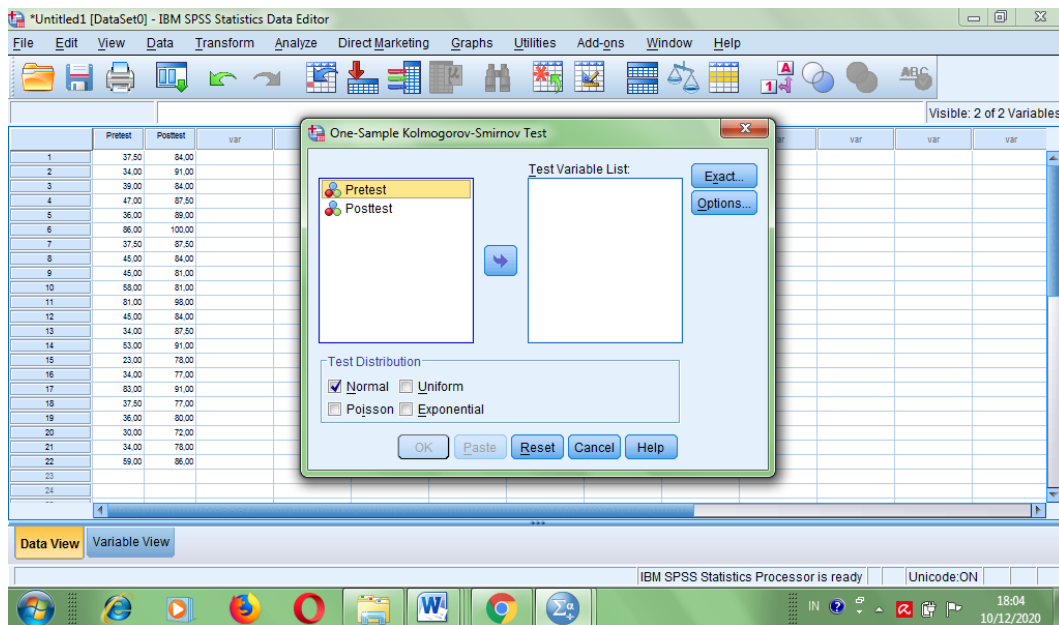 *Untitled1 [DataSet0] - IBM SPSS Statistics Data Editor
File Edit View Data Transform Analyze Direct Marketing Graphs Utilities Add-ons Window Help
Visible: 2 of 2 Variables
Pretest Posttest var var var var
1 37,50 84,00
2 34,00 91,00
3 39,00 84,00
4 47,00 87,50
5 36,00 89,00
6 86,00 100,00
7 37,50 87,50
8 45,00 84,00
9 45,00 81,00
10 58,00 81,00
11 81,00 98,00
12 45,00 84,00
13 34,00 87,50
14 53,00 91,00
15 23,00 78,00
16 34,00 77,00
17 83,00 91,00
18 37,50 77,00
19 36,00 80,00
20 30,00 72,00
21 34,00 78,00
22 59,00 86,00
23
24
One-Sample Kolmogorov-Smirnov Test
Test Variable List:
Pretest
Posttest
Exact...
Options...
Test Distribution
Normal Uniform
Poisson Exponential
OK Paste Reset Cancel Help
Data View Variable View
IBM SPSS Statistics Processor is ready Unicode:ON
IN 18:04
10/12/2020